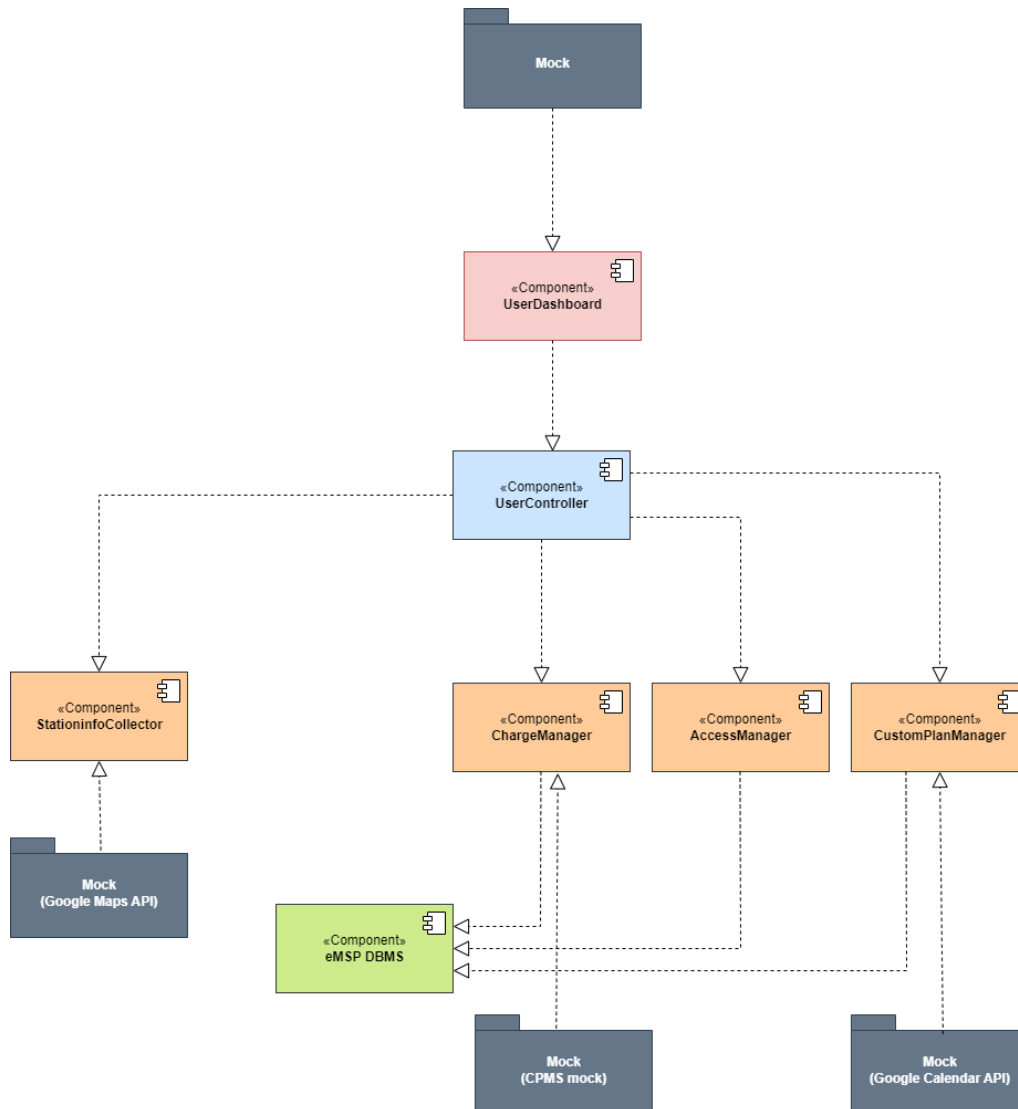 Mock
«Component»
UserDashboard
«Component»
UserController
«Component»
StationinfoCollector
«Component»
ChargeManager
«Component»
AccessManager
«Component»
CustomPlanManager
Mock
(Google Maps API)
«Component»
eMSP DBMS
Mock
(CPMS mock)
Mock
(Google Calendar API)